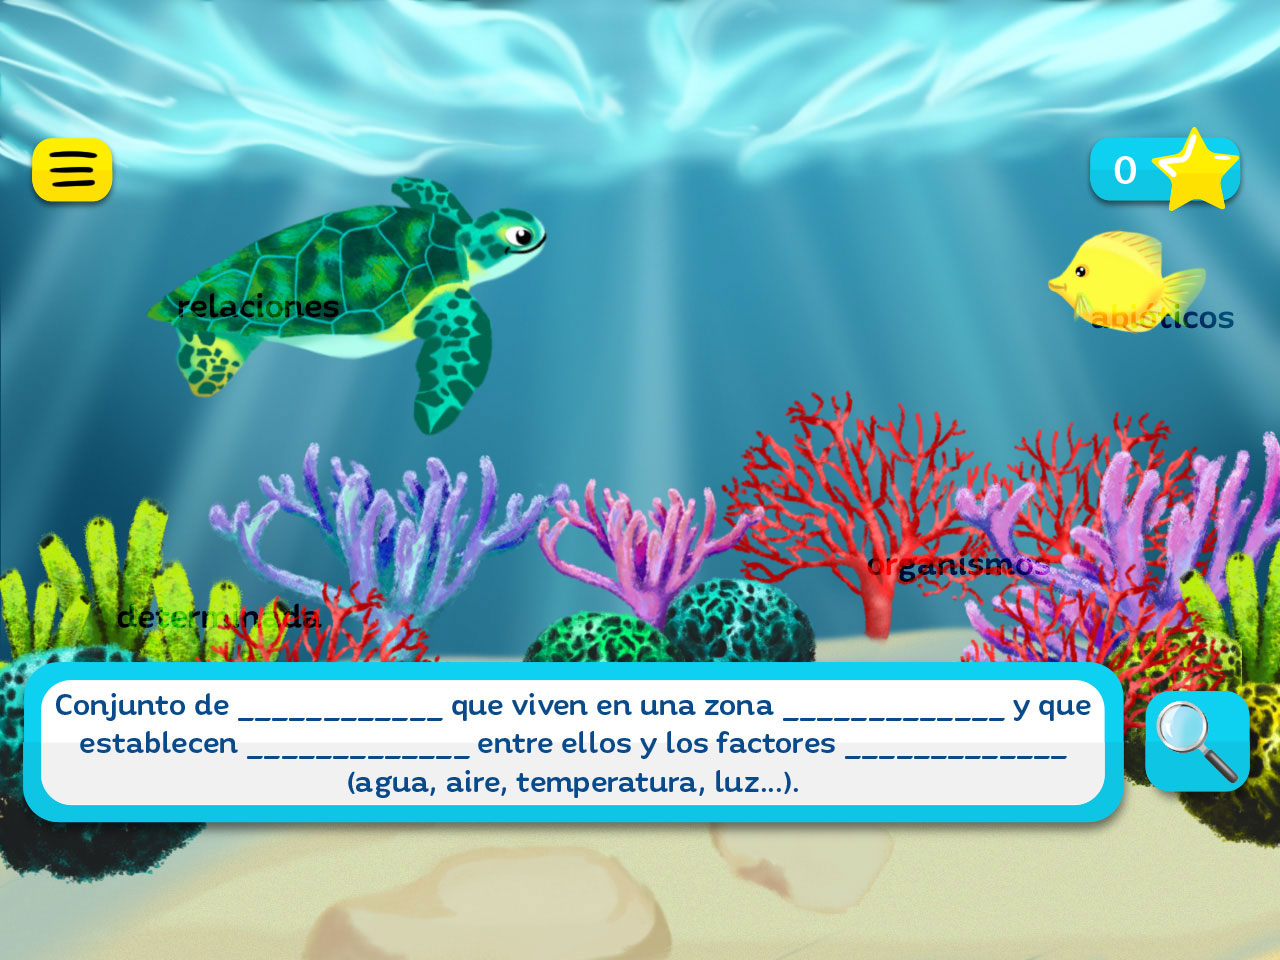 0
relaciones
abióticos
organismos
determinada
Conjunto de ____________ que viven en una zona _____________ y que
establecen _____________ entre ellos y los factores _____________
(agua, aire, temperatura, luz...).